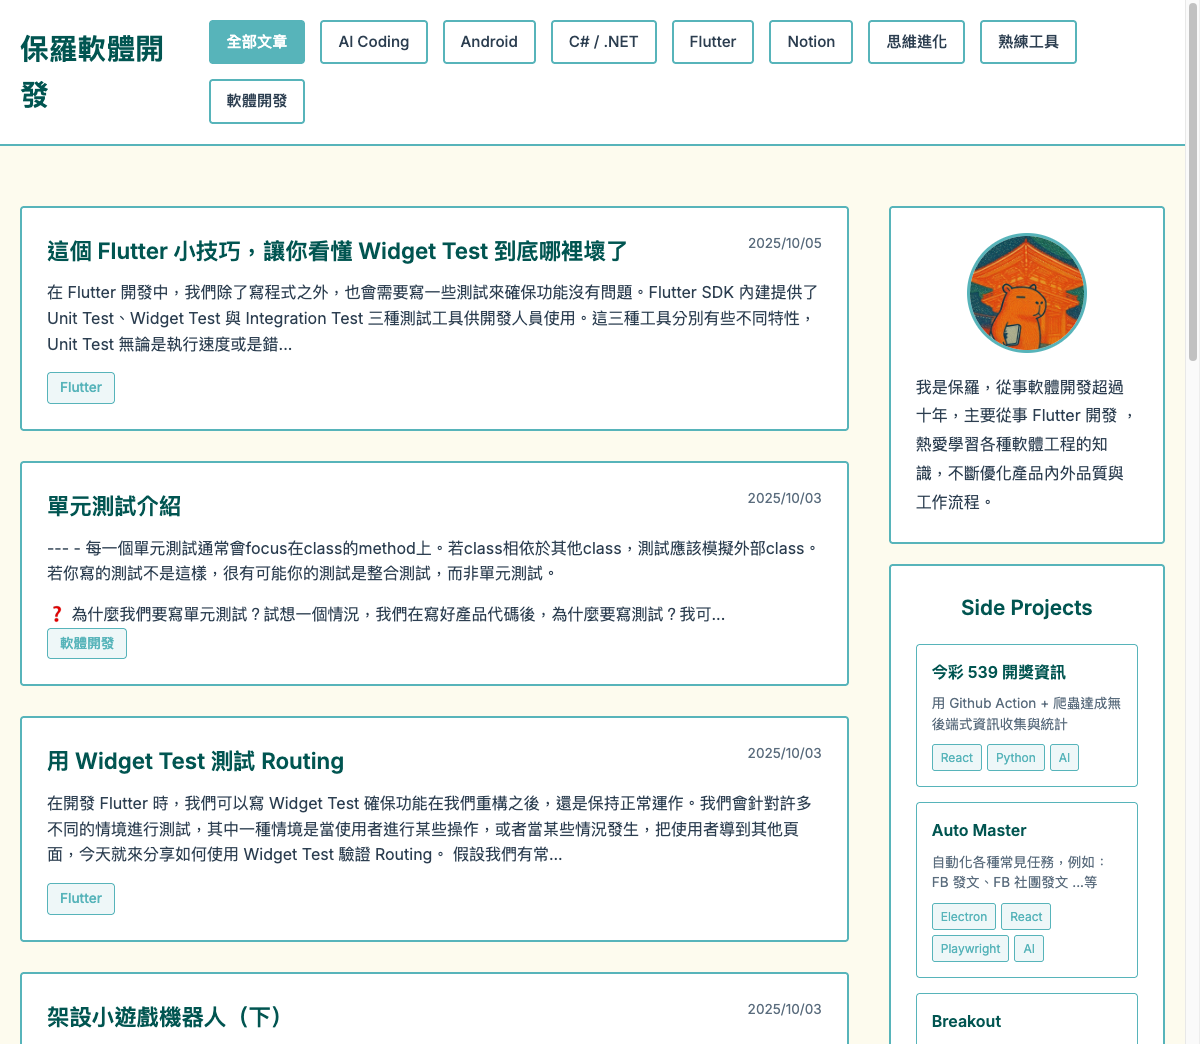 保羅軟體開
發
全部文章
AI Coding
Android
C# / .NET
Flutter
Notion
思維進化
熟練工具
軟體開發
這個 Flutter 小技巧，讓你看懂 Widget Test 到底哪裡壞了
2025/10/05
在 Flutter 開發中，我們除了寫程式之外，也會需要寫一些測試來確保功能沒有問題。Flutter SDK 內建提供了
Unit Test、Widget Test 與 Integration Test 三種測試工具供開發人員使用。這三種工具分別有些不同特性，
Unit Test 無論是執行速度或是錯...
Flutter
單元測試介紹
2025/10/03
--- - 每一個單元測試通常會focus在class的method上。若class相依於其他class，測試應該模擬外部class。
若你寫的測試不是這樣，很有可能你的測試是整合測試，而非單元測試。
❓ 為什麼我們要寫單元測試？試想一個情況，我們在寫好產品代碼後，為什麼要寫測試？我可...
軟體開發
用 Widget Test 測試 Routing
2025/10/03
在開發 Flutter 時，我們可以寫 Widget Test 確保功能在我們重構之後，還是保持正常運作。我們會針對許多
不同的情境進行測試，其中一種情境是當使用者進行某些操作，或者當某些情況發生，把使用者導到其他頁
面，今天就來分享如何使用 Widget Test 驗證 Routing。 假設我們有常...
Flutter
架設小遊戲機器人（下）
2025/10/03
我是保羅，從事軟體開發超過
十年，主要從事 Flutter 開發 ，
熱愛學習各種軟體工程的知
識，不斷優化產品內外品質與
工作流程。
Side Projects
今彩 539 開獎資訊
用 Github Action + 爬蟲達成無
後端式資訊收集與統計
React
Python
AI
Auto Master
自動化各種常見任務，例如：
FB 發文、FB 社團發文 ...等
Electron
React
Playwright
AI
Breakout